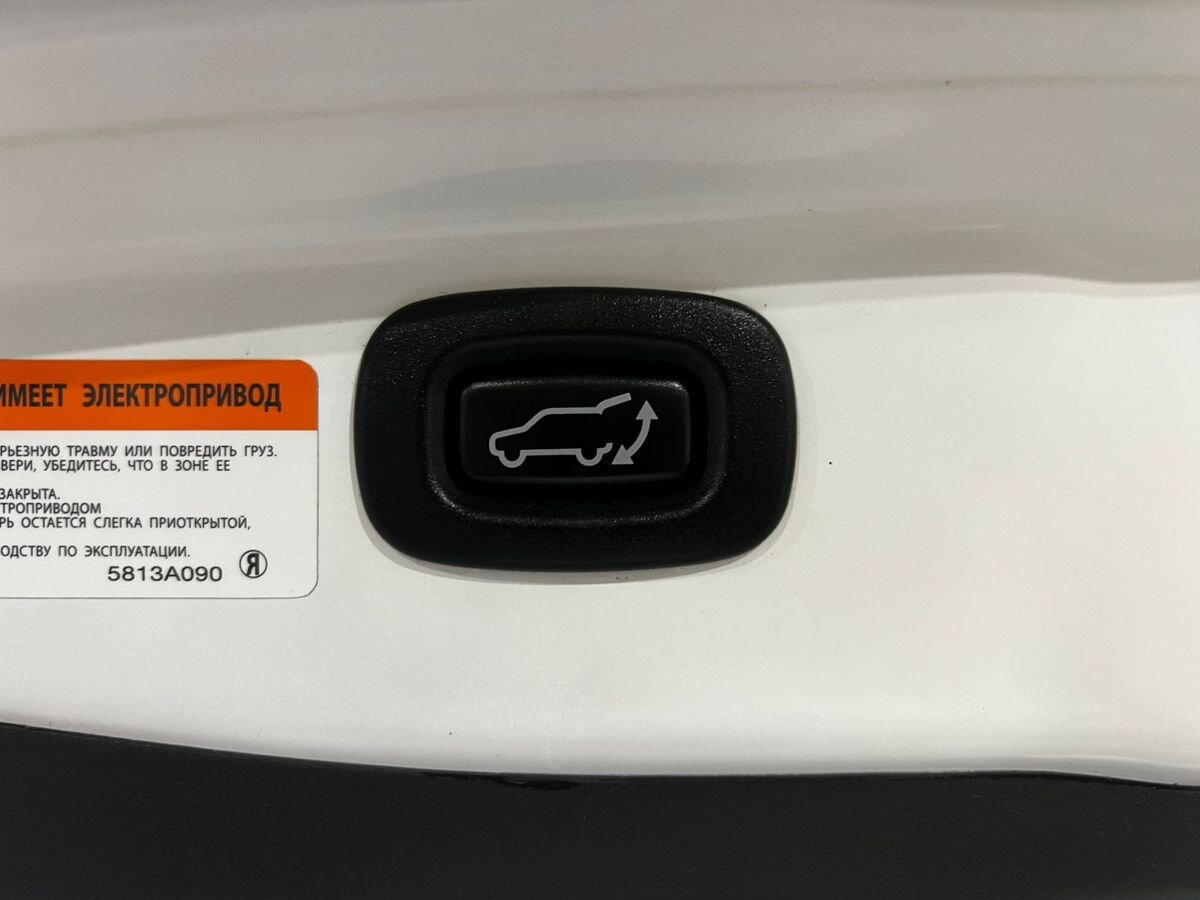 ИМЕЕТ ЭЛЕКТРОПРИВОД
РЬЕЗНУЮ ТРАВМУ ИЛИ ПОВРЕДИТЬ ГРУЗ.
ВЕРИ, УБЕДИТЕСЬ, ЧТО В ЗОНЕ ЕЕ
ЗАКРЫТА.
ТРОПРИВОДОМ
РЬ ОСТАЕТСЯ СЛЕГКА ПРИОТКРЫТОЙ,
ОДСТВУ ПО ЭКСПЛУАТАЦИИ.
5813A090 Я